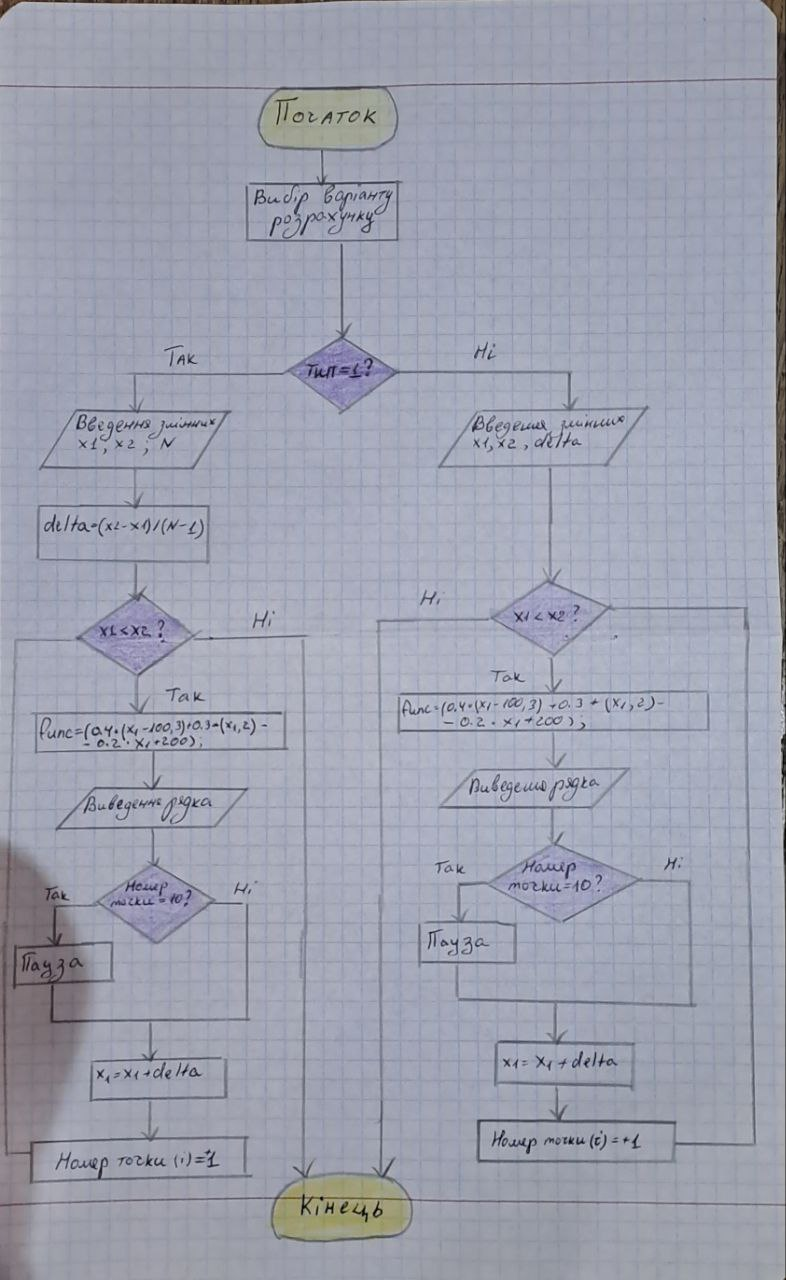 Початок
Вибір варіанту
розрахунку
Тип=1?
Так
Ні
Введення змінних
x1, x2, N
delta=(x2-x1)/(N-1)
x1<x2?
Ні
Так
func=(0.4*(x1-100,3)+0.3*(x1,2)-
-0.2*x1+200);
Виведення рядка
Номер
точки=10?
Так
Ні
Пауза
x1=x1+delta
Номер точки (i)=+1
Введення змінних
x1, x2, delta
x1<x2?
Ні
Так
func=(0.4*(x1-100,3)+0.3*(x1,2)-
-0.2*x1+200);
Виведення рядка
Номер
точки=10?
Так
Ні
Пауза
x1=x1+delta
Номер точки (i)=+1
Кінець